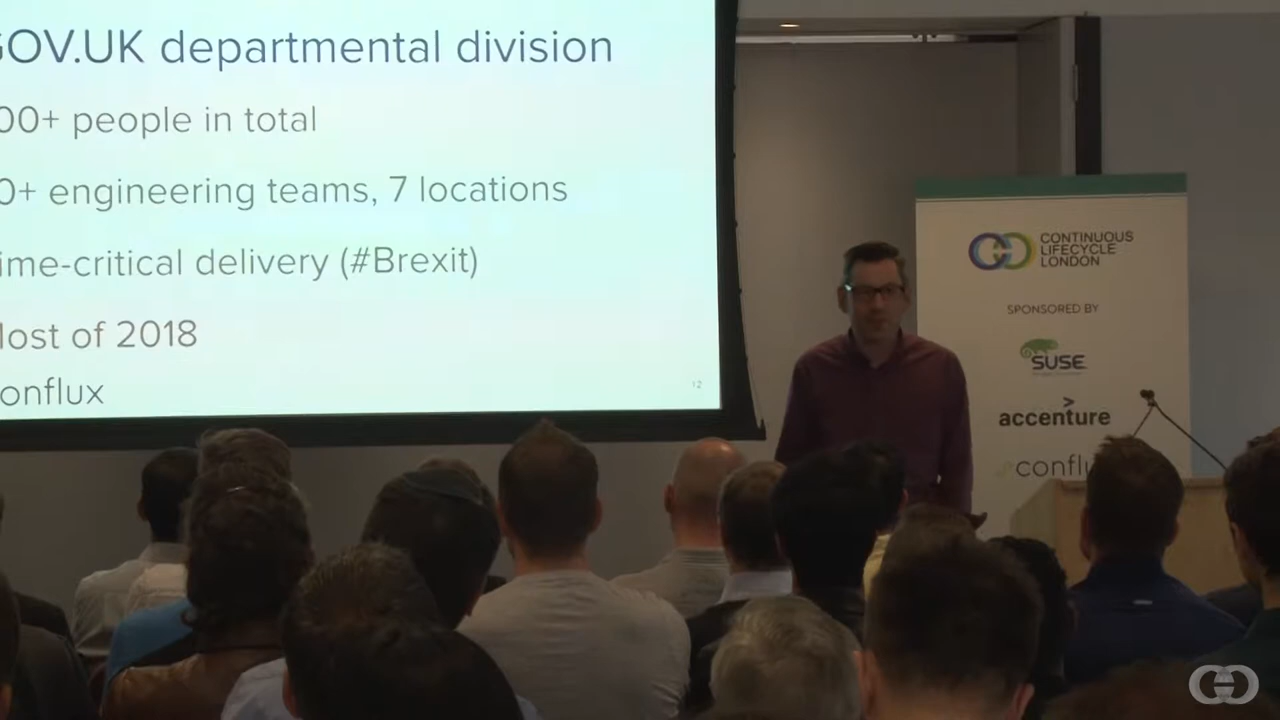 GOV.UK departmental division
00+ people in total
0+ engineering teams, 7 locations
ime-critical delivery (#Brexit)
ost of 2018
onflux
12
CONTINUOUS
LIFECYCLE
LONDON
SPONSORED BY
SUSE
accenture
conflu